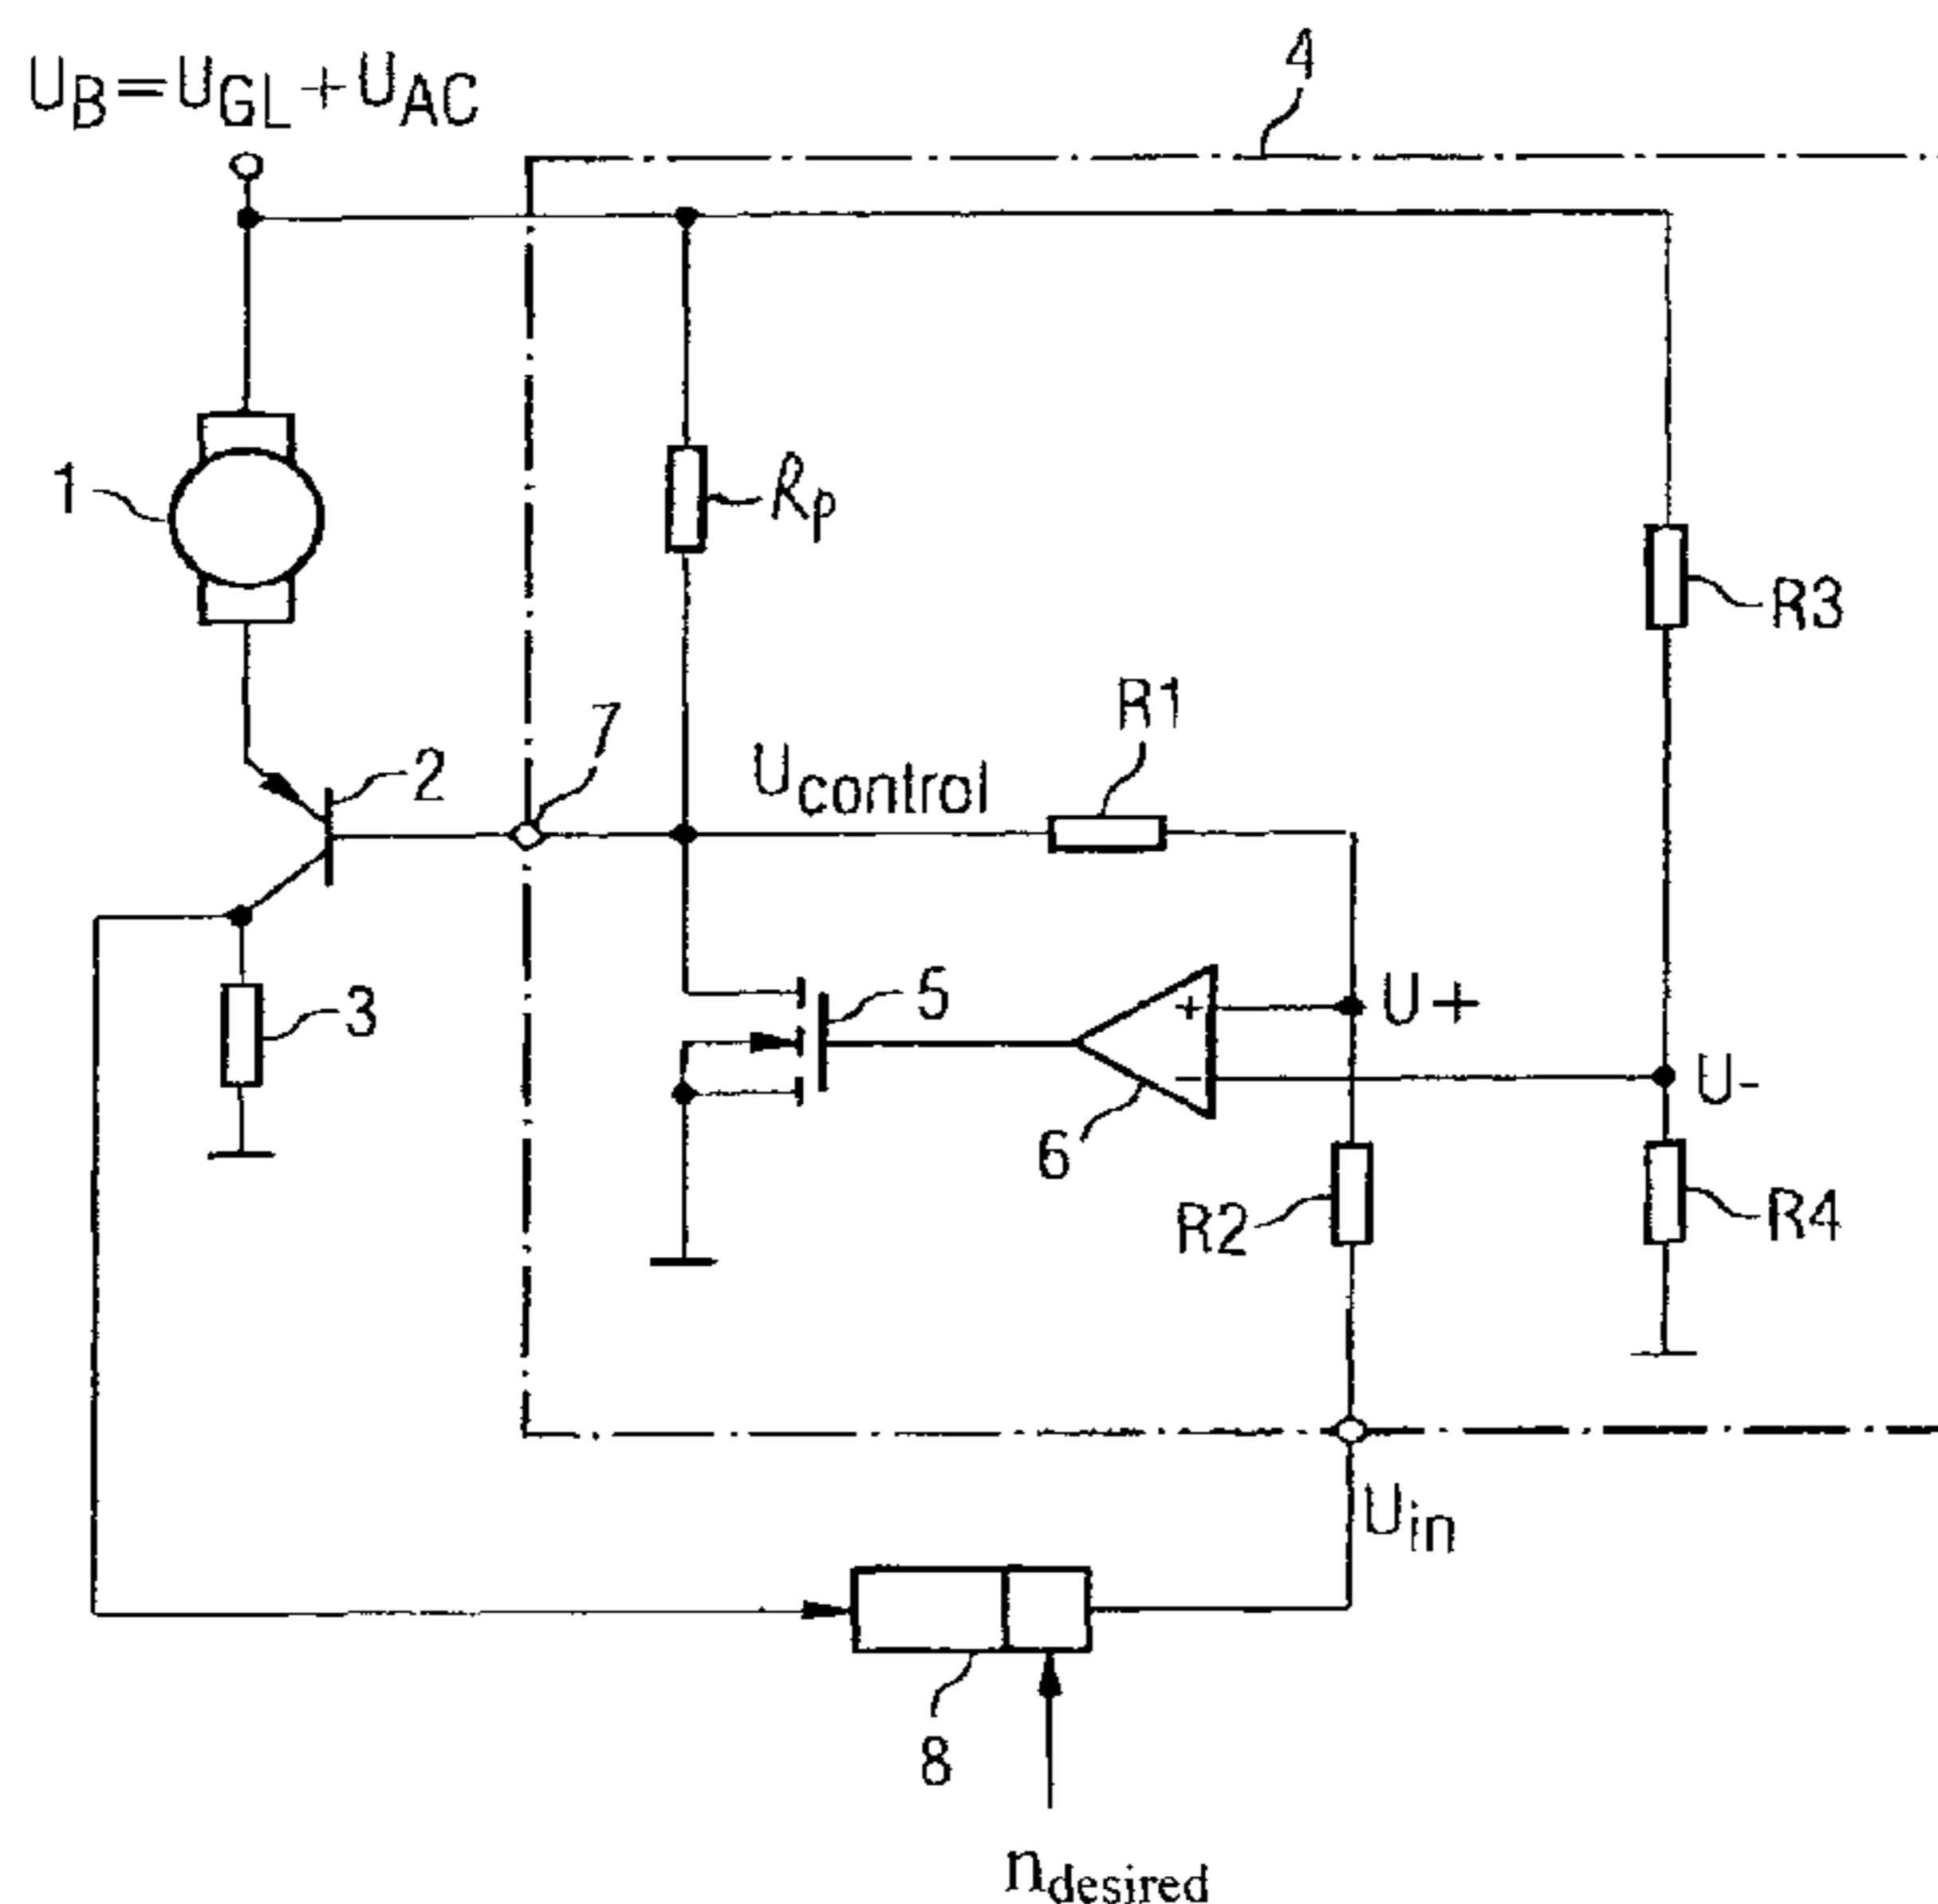 4
U_B=U_GL+U_AC
1
R_p
R3
7
R1
2
U_control
5
3
+
U+
-
U-
6
R2
R4
U_in
8
n_desired